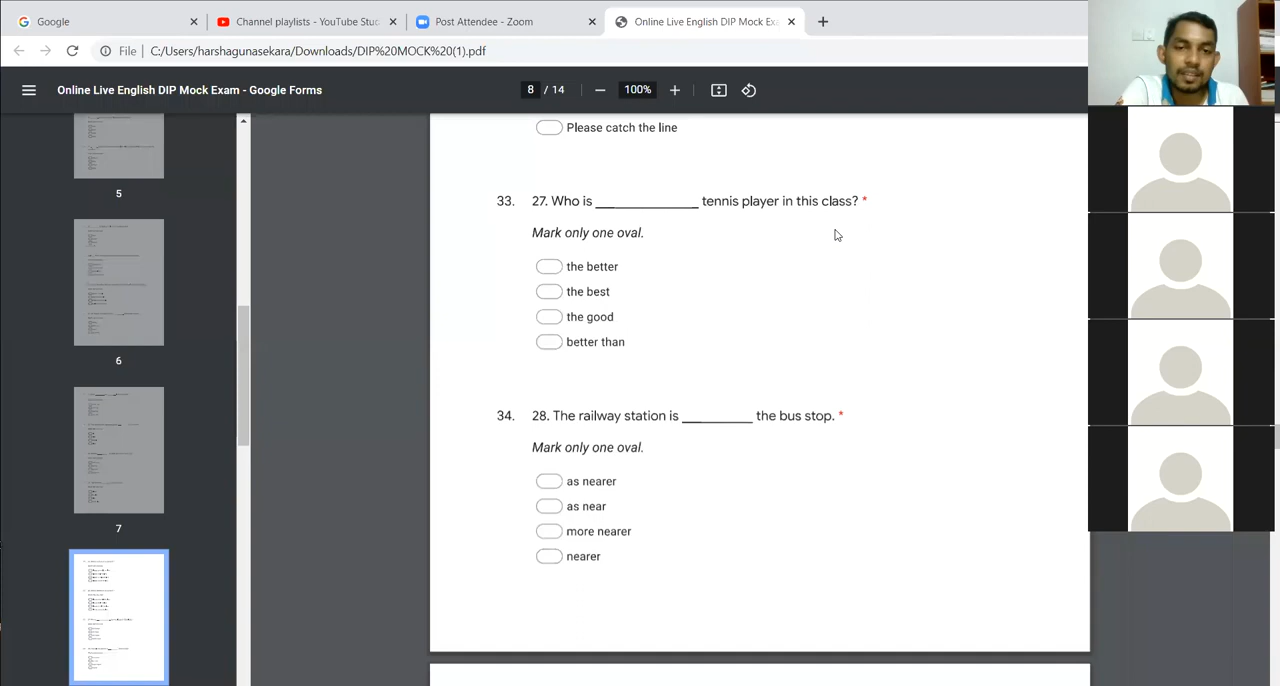 Google
Channel playlists - YouTube Stuc
Post Attendee - Zoom
Online Live English DIP Mock Exa
File | C:/Users/harshagunasekara/Downloads/DIP%20MOCK%20(1).pdf
Online Live English DIP Mock Exam - Google Forms
8 / 14
100%
5
6
7
Please catch the line
33. 27. Who is ______________ tennis player in this class? *
Mark only one oval.
the better
the best
the good
better than
34. 28. The railway station is __________ the bus stop. *
Mark only one oval.
as nearer
as near
more nearer
nearer